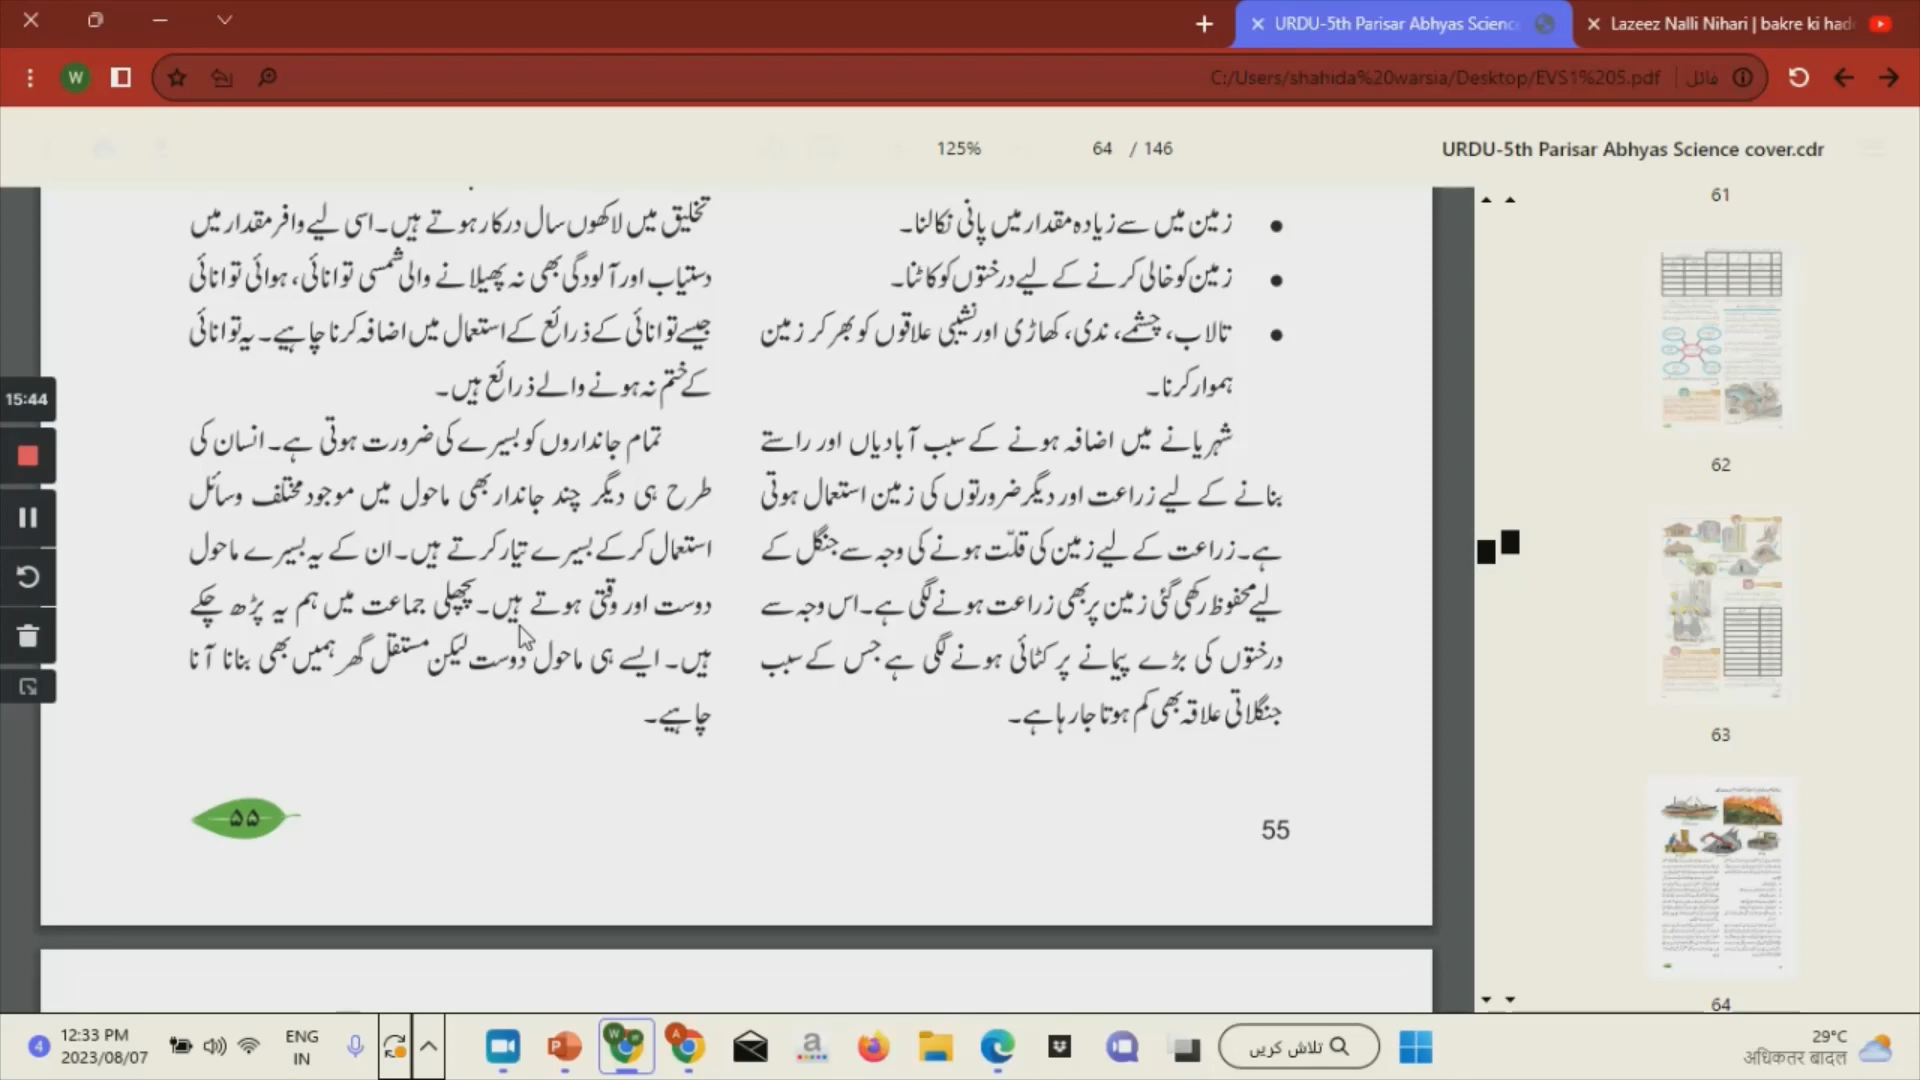 URDU-5th Parisar Abhyas Scienc
Lazeez Nalli Nihari | bakre ki had
W
C:/Users/shahida%20warsia/Desktop/EVS1%205.pdf
فائل
125%
64 / 146
URDU-5th Parisar Abhyas Science cover.cdr
زمین میں سے زیادہ مقدار میں پانی نکالنا۔
زمین کو خالی کرنے کے لیے درختوں کو کاٹنا۔
تالاب، چشمے، ندی، کھاڑی اور نشیبی علاقوں کو بھر کر زمین
ہموار کرنا۔
شہریانے میں اضافہ ہونے کے سبب آبادیاں اور راستے
بنانے کے لیے زراعت اور دیگر ضرورتوں کی زمین استعمال ہوتی
ہے۔ زراعت کے لیے زمین کی قلّت ہونے کی وجہ سے جنگل کے
لیے محفوظ رکھی گئی زمین پر بھی زراعت ہونے لگی ہے۔ اس وجہ سے
درختوں کی بڑے پیمانے پر کٹائی ہونے لگی ہے جس کے سبب
جنگلاتی علاقہ بھی کم ہوتا جا رہا ہے۔
تخلیق میں لاکھوں سال درکار ہوتے ہیں۔ اسی لیے وافر مقدار میں
دستیاب اور آلودگی بھی نہ پھیلانے والی شمسی توانائی، ہوائی توانائی
جیسے توانائی کے ذرائع کے استعمال میں اضافہ کرنا چاہیے۔ یہ توانائی
کے ختم نہ ہونے والے ذرائع ہیں۔
تمام جانداروں کو بسیرے کی ضرورت ہوتی ہے۔ انسان کی
طرح ہی دیگر چند جاندار بھی ماحول میں موجود مختلف وسائل
استعمال کرکے بسیرے تیار کرتے ہیں۔ ان کے یہ بسیرے ماحول
دوست اور وقتی ہوتے ہیں۔ پچھلی جماعت میں ہم یہ پڑھ چکے
ہیں۔ ایسے ہی ماحول دوست لیکن مستقل گھر ہمیں بھی بنانا آنا
چاہیے۔
۵۵
55
61
62
63
64
15:44
4
12:33 PM
2023/08/07
ENG
IN
تلاش کریں
29°C
अधिकतर बादल